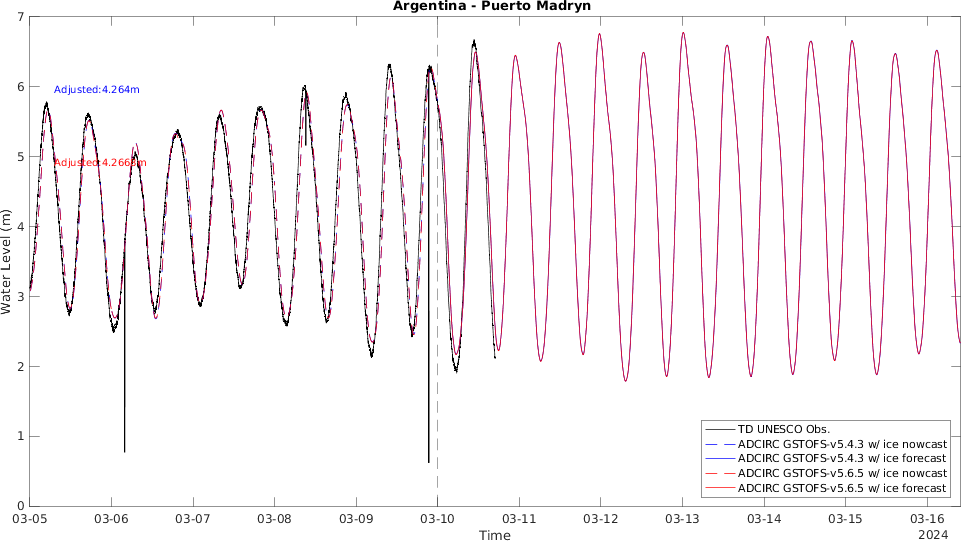 Argentina - Puerto Madryn
7
6
5
4
3
2
1
0
Water Level (m)
Adjusted:4.264m
Adjusted:4.2663m
TD UNESCO Obs.
ADCIRC GSTOFS-v5.4.3 w/ ice nowcast
ADCIRC GSTOFS-v5.4.3 w/ ice forecast
ADCIRC GSTOFS-v5.6.5 w/ ice nowcast
ADCIRC GSTOFS-v5.6.5 w/ ice forecast
03-05 03-06 03-07 03-08 03-09 03-10 03-11 03-12 03-13 03-14 03-15 03-16
Time
2024